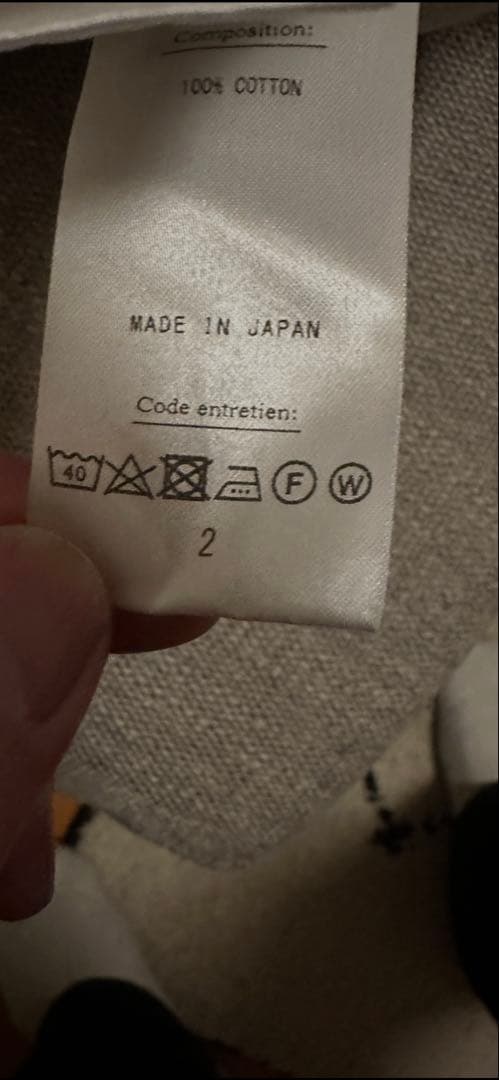 Composition:
100% COTTON
MADE IN JAPAN
Code entretien:
40 F W
2